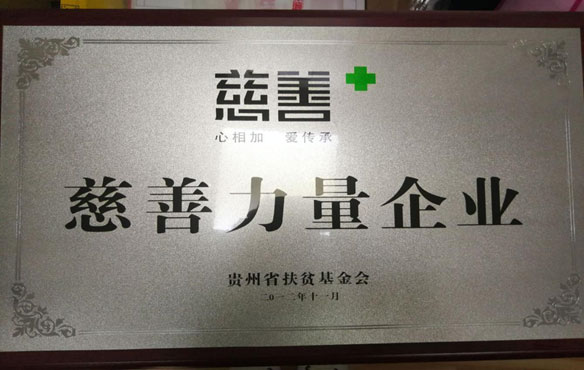 慈善+
心相加 爱传承
慈善力量企业
贵州省扶贫基金会
二〇一二年十一月